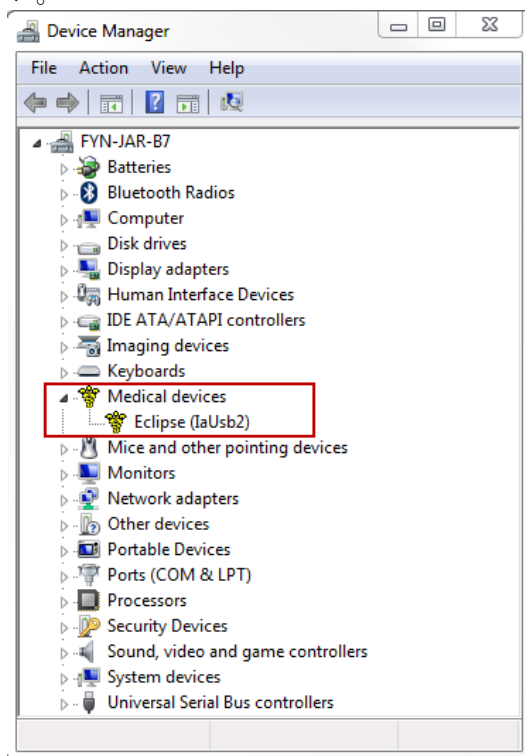 Device Manager
File Action View Help
FYN-JAR-B7
Batteries
Bluetooth Radios
Computer
Disk drives
Display adapters
Human Interface Devices
IDE ATA/ATAPI controllers
Imaging devices
Keyboards
Medical devices
Eclipse (IaUsb2)
Mice and other pointing devices
Monitors
Network adapters
Other devices
Portable Devices
Ports (COM & LPT)
Processors
Security Devices
Sound, video and game controllers
System devices
Universal Serial Bus controllers